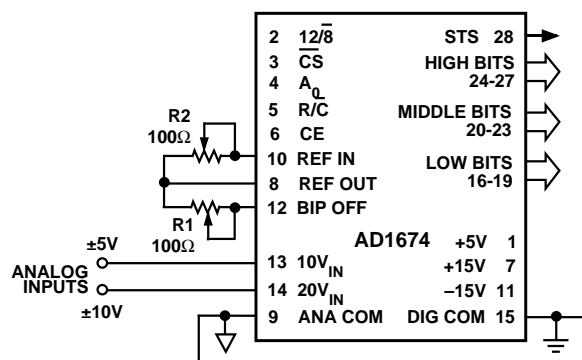 2 12/8̅
3 C̅S̅
4 A0
5 R/C̅
6 CE
10 REF IN
8 REF OUT
12 BIP OFF
13 10VIN
14 20VIN
9 ANA COM
STS 28
HIGH BITS
24-27
MIDDLE BITS
20-23
LOW BITS
16-19
AD1674
+5V 1
+15V 7
–15V 11
DIG COM 15
R2
100Ω
R1
100Ω
±5V
ANALOG
INPUTS
±10V